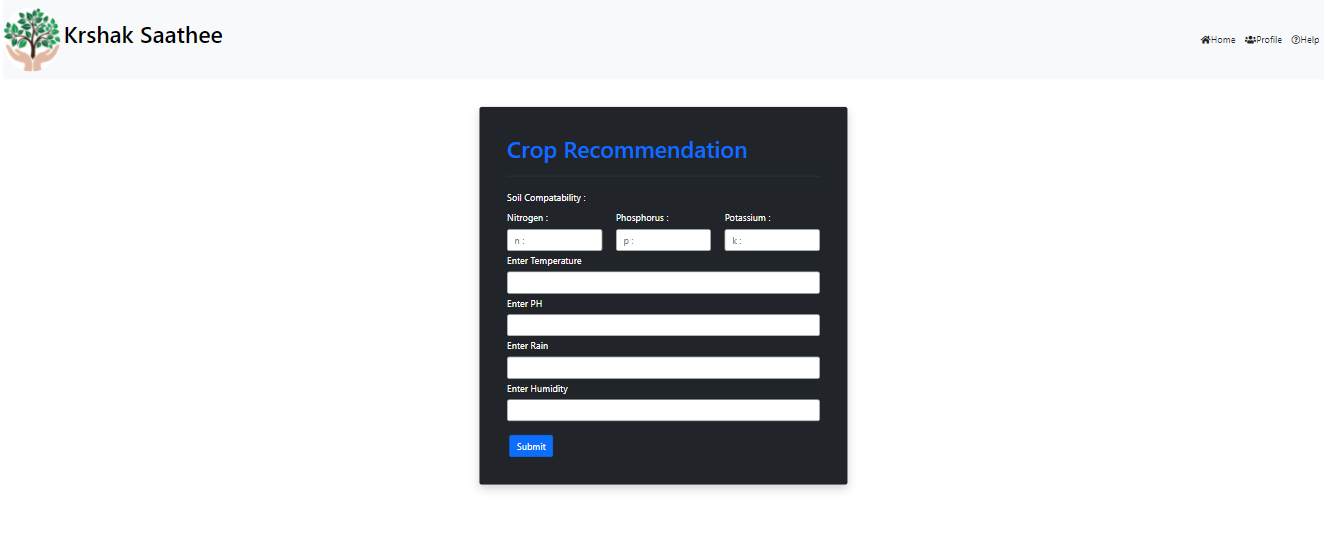 Krshak Saathee
Home Profile Help
Crop Recommendation
Soil Compatability :
Nitrogen : Phosphorus : Potassium :
n : p : k :
Enter Temperature
Enter PH
Enter Rain
Enter Humidity
Submit